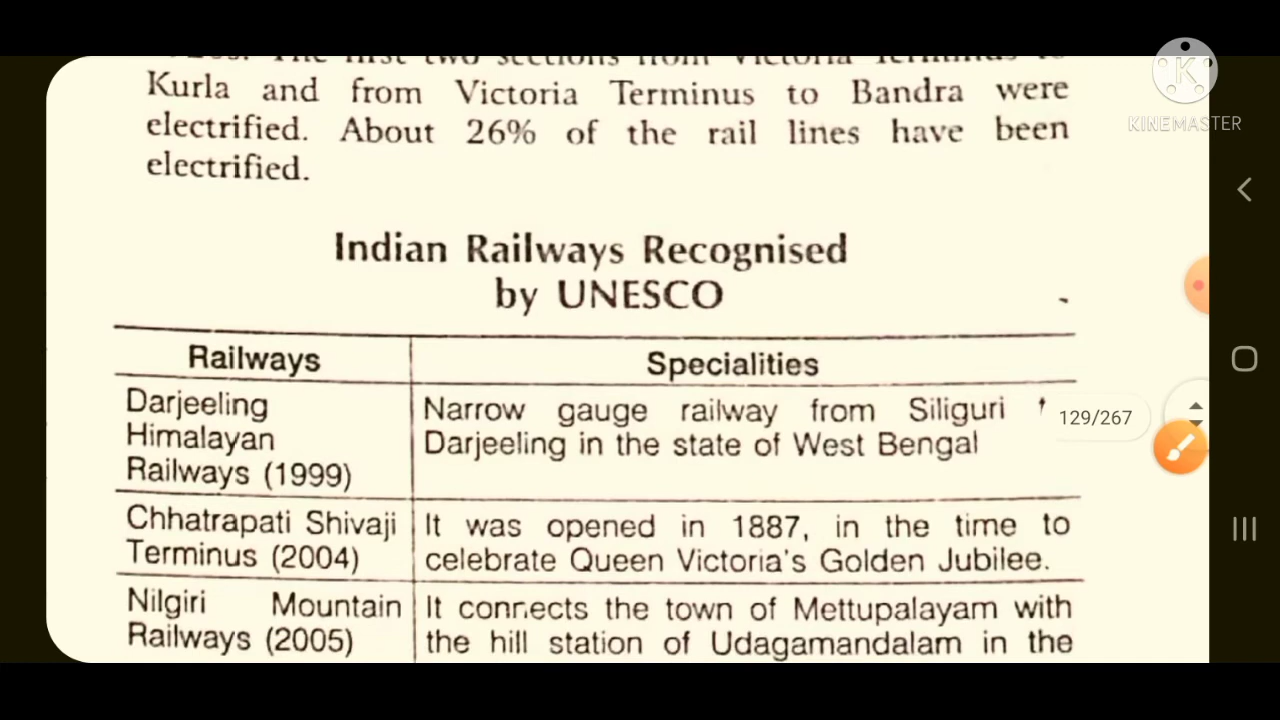 Kurla and from Victoria Terminus to Bandra were
electrified. About 26% of the rail lines have been
electrified.
KINEMASTER
Indian Railways Recognised
by UNESCO
Railways Specialities
Darjeeling
Himalayan
Railways (1999)
Narrow gauge railway from Siliguri
Darjeeling in the state of West Bengal
129/267
Chhatrapati Shivaji
Terminus (2004)
It was opened in 1887, in the time to
celebrate Queen Victoria's Golden Jubilee.
Nilgiri Mountain
Railways (2005)
It connects the town of Mettupalayam with
the hill station of Udagamandalam in the